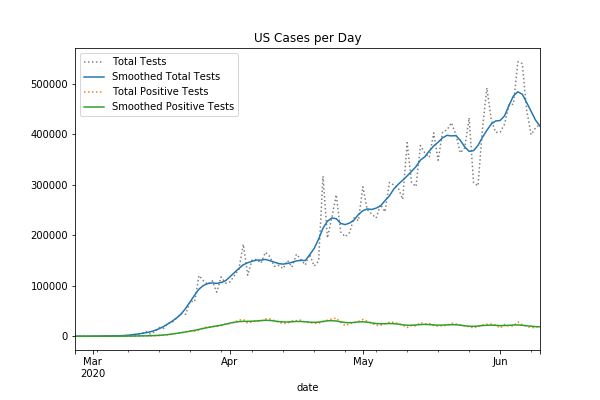 US Cases per Day
Total Tests
Smoothed Total Tests
Total Positive Tests
Smoothed Positive Tests
500000
400000
300000
200000
100000
0
Mar Apr May Jun
2020
date